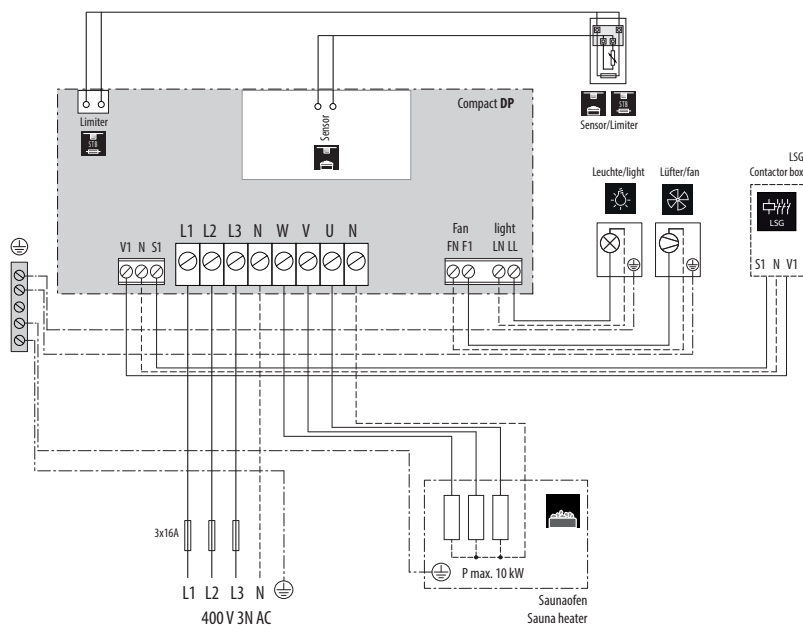 Compact DP
Limiter
STB
Sensor
STB
Sensor/Limiter
LSG
Contactor box
Leuchte/light
Lüfter/fan
LSG
S1 N V1
V1 N S1
L1 L2 L3 N W V U N
Fan light
FN F1 LN LL
3x16A
L1 L2 L3 N
400 V 3N AC
P max. 10 kW
Saunaofen
Sauna heater